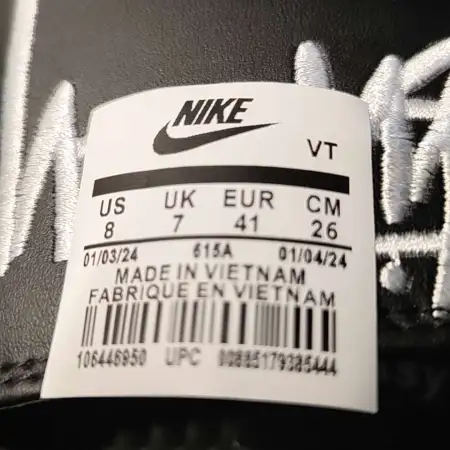 NIKE
VT
US UK EUR CM
8 7 41 26
01/03/24 615A 01/04/24
MADE IN VIETNAM
FABRIQUE EN VIETNAM
106446950 UPC 00885179385444